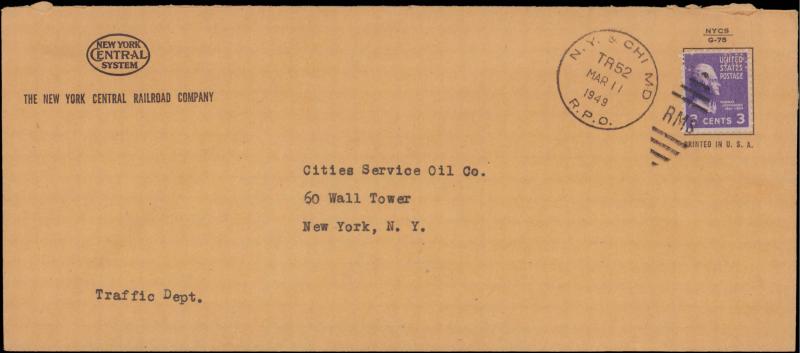 NEW YORK
CENTRAL
SYSTEM
THE NEW YORK CENTRAL RAILROAD COMPANY
N.Y. & CHI MD
TR52
MAR 11
1949
R.P.O.
NYCS
G-75
UNITED
STATES
POSTAGE
3 CENTS 3
RMS
PRINTED IN U. S. A.
Cities Service Oil Co.
60 Wall Tower
New York, N. Y.
Traffic Dept.